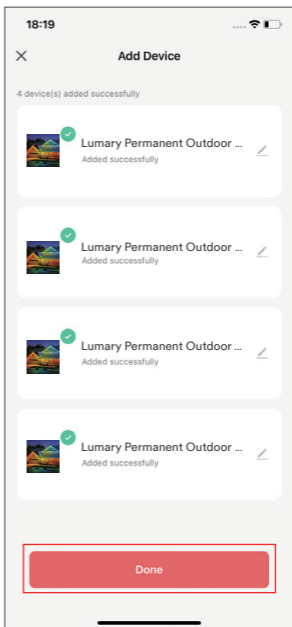 18:19
Add Device
4 device(s) added successfully
Lumary Permanent Outdoor ...
Added successfully
Lumary Permanent Outdoor ...
Added successfully
Lumary Permanent Outdoor ...
Added successfully
Lumary Permanent Outdoor ...
Added successfully
Done